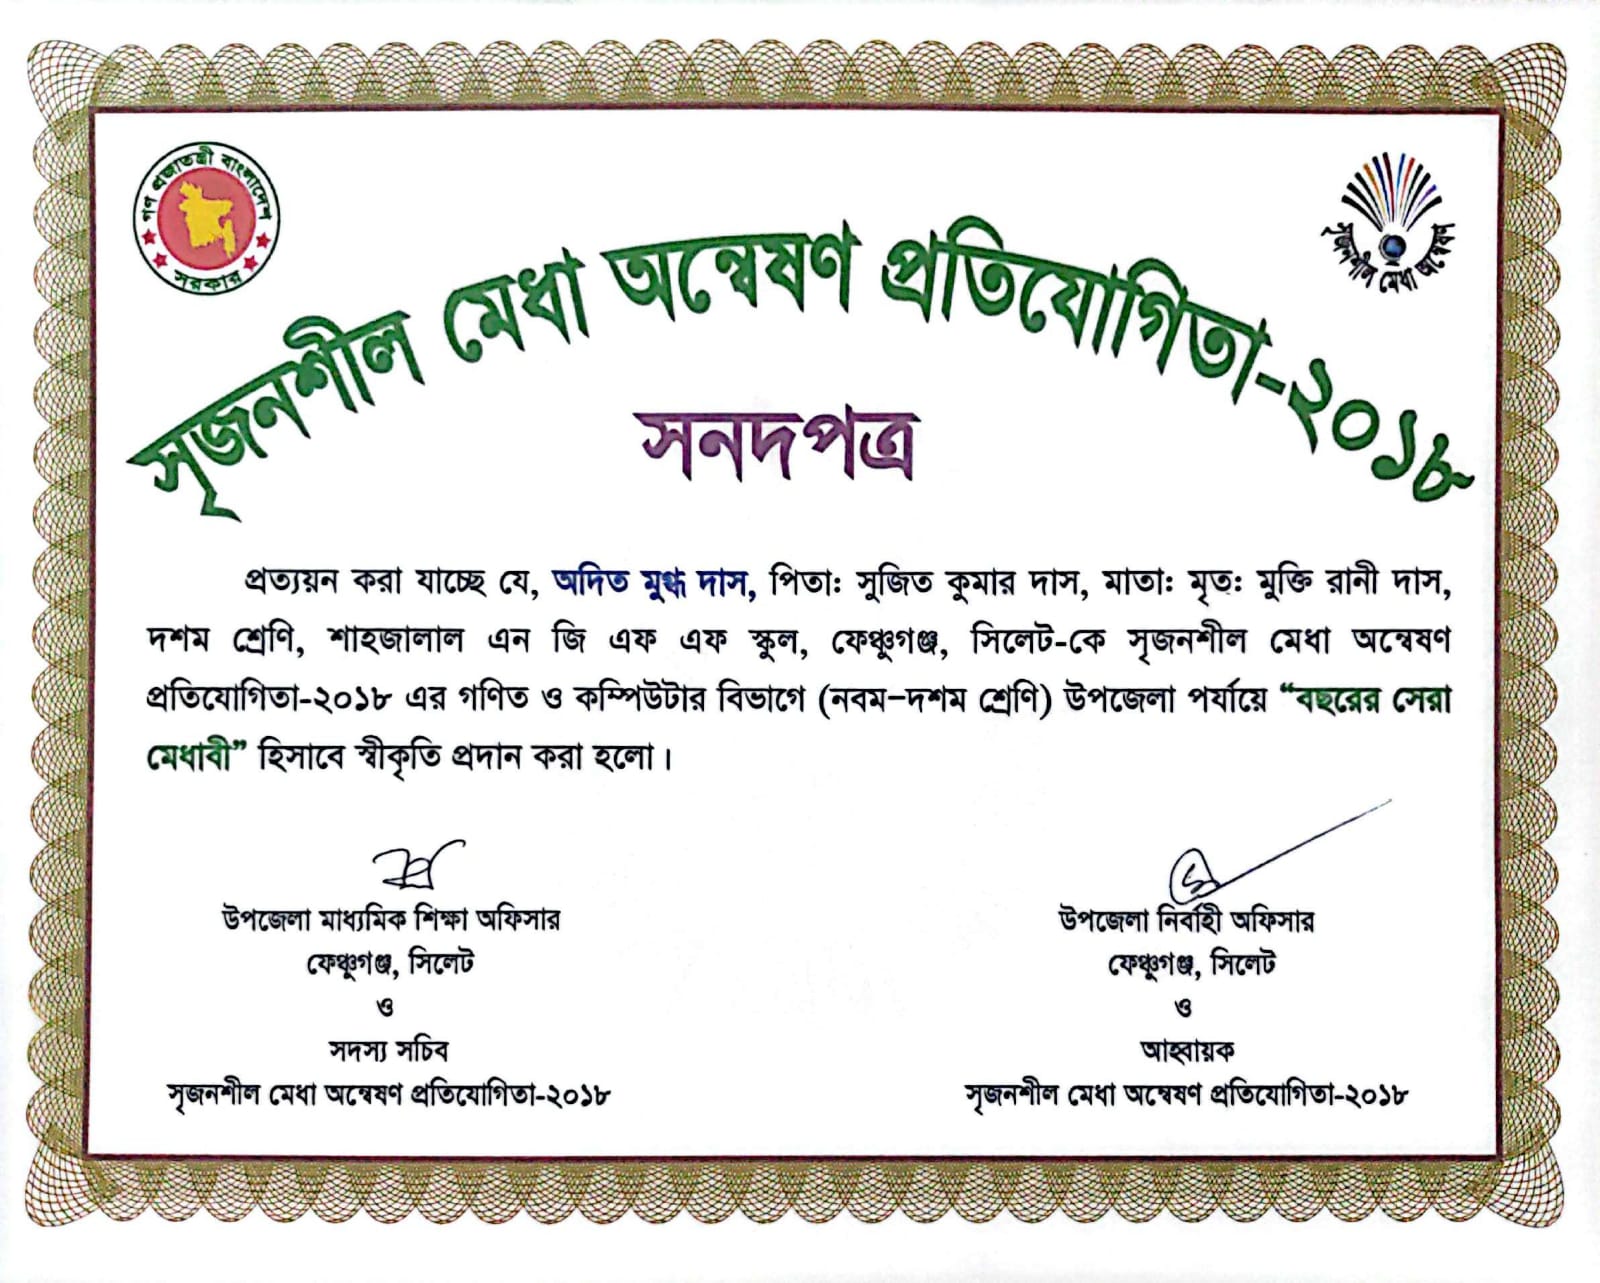 গণ প্রজাতন্ত্রী বাংলাদেশ
সরকার
সৃজনশীল মেধা অন্বেষণ
সৃজনশীল মেধা অন্বেষণ প্রতিযোগিতা-২০১৮
সনদপত্র
প্রত্যয়ন করা যাচ্ছে যে, অদিত মুগ্ধ দাস, পিতাঃ সুজিত কুমার দাস, মাতাঃ মৃতঃ মুক্তি রানী দাস,
দশম শ্রেণি, শাহজালাল এন জি এফ এফ স্কুল, ফেঞ্চুগঞ্জ, সিলেট-কে সৃজনশীল মেধা অন্বেষণ
প্রতিযোগিতা-২০১৮ এর গণিত ও কম্পিউটার বিভাগে (নবম–দশম শ্রেণি) উপজেলা পর্যায়ে “বছরের সেরা
মেধাবী” হিসাবে স্বীকৃতি প্রদান করা হলো।
উপজেলা মাধ্যমিক শিক্ষা অফিসার
ফেঞ্চুগঞ্জ, সিলেট
ও
সদস্য সচিব
সৃজনশীল মেধা অন্বেষণ প্রতিযোগিতা-২০১৮
উপজেলা নির্বাহী অফিসার
ফেঞ্চুগঞ্জ, সিলেট
ও
আহ্বায়ক
সৃজনশীল মেধা অন্বেষণ প্রতিযোগিতা-২০১৮